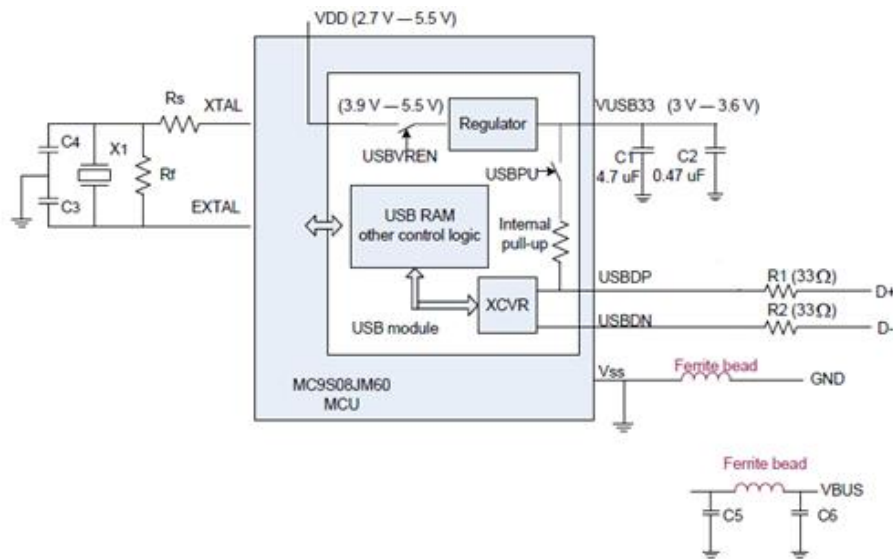 VDD (2.7 V — 5.5 V)
Rs
XTAL
(3.9 V — 5.5 V)
Regulator
VUSB33
(3 V — 3.6 V)
C4
X1
Rf
USBVREN
USBPU
C1
4.7 uF
C2
0.47 uF
C3
EXTAL
USB RAM
other control logic
Internal
pull-up
USBDP
R1 (33Ω)
D+
XCVR
USB module
USBDN
R2 (33Ω)
D-
Vss
Ferrite bead
GND
MC9S08JM60
MCU
Ferrite bead
VBUS
C5
C6